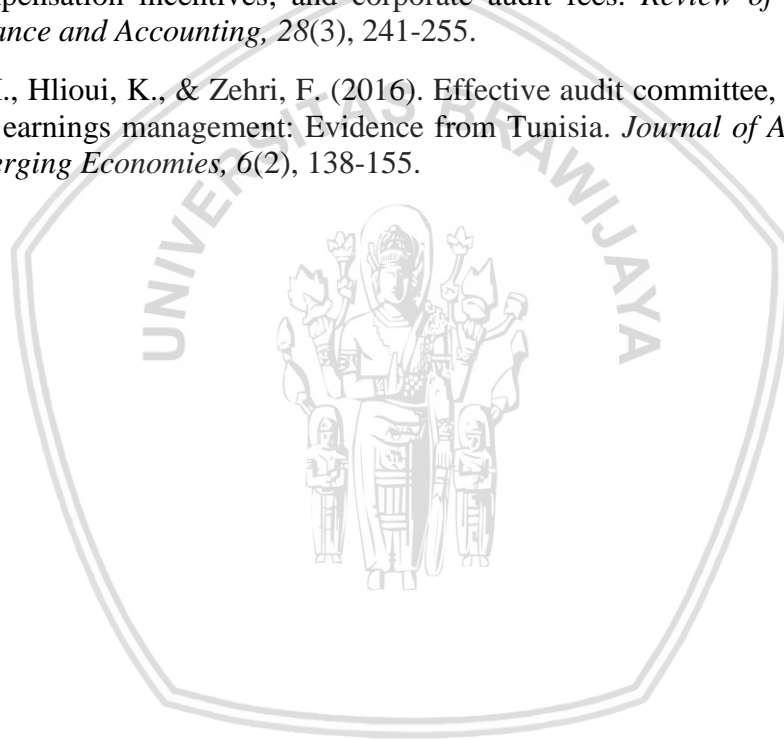 pensation incentives, and corporate audit fees. Review of
ance and Accounting, 28(3), 241-255.
I., Hlioui, K., & Zehri, F. (2016). Effective audit committee,
earnings management: Evidence from Tunisia. Journal of A
erging Economies, 6(2), 138-155.
UNIVERSITAS BRAWIJAYA